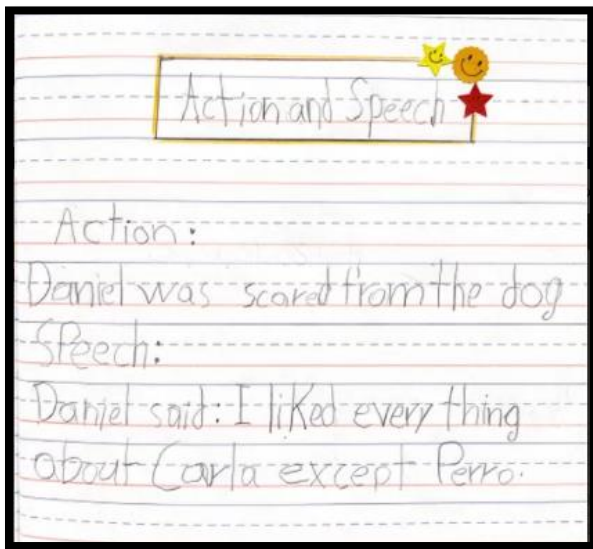 Action and Speech
Action:
Daniel was scared from the dog
Speech:
Daniel said: I liked every thing
about Carla except Perro.